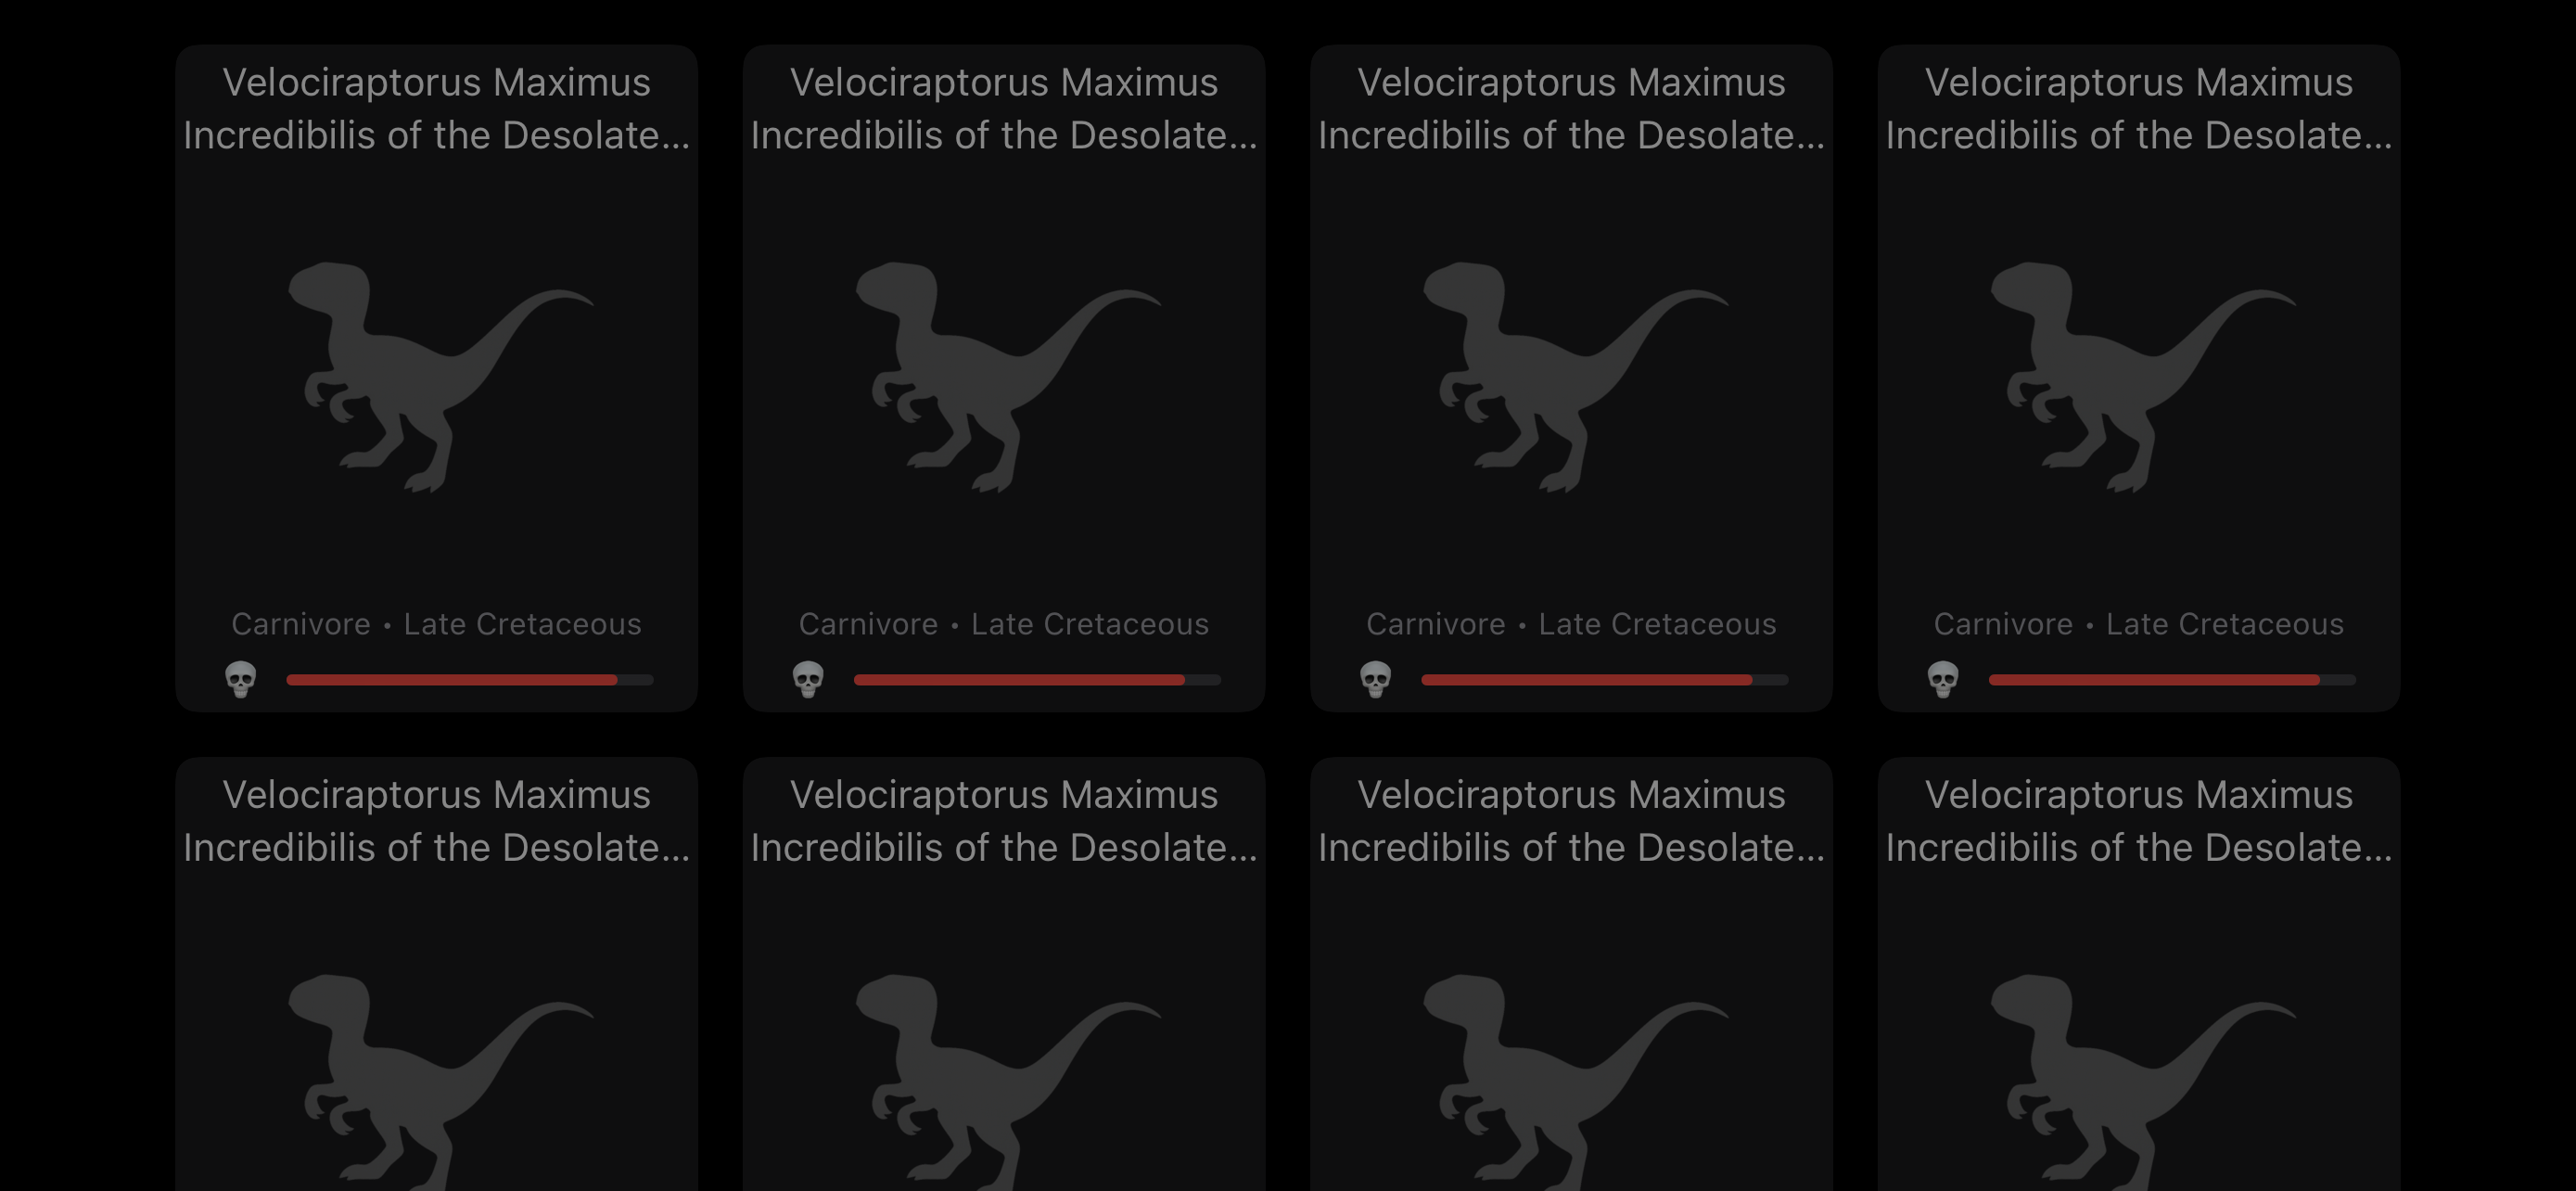 Velociraptorus Maximus
Incredibilis of the Desolate...
Velociraptorus Maximus
Incredibilis of the Desolate...
Velociraptorus Maximus
Incredibilis of the Desolate...
Velociraptorus Maximus
Incredibilis of the Desolate...
Carnivore • Late Cretaceous
Carnivore • Late Cretaceous
Carnivore • Late Cretaceous
Carnivore • Late Cretaceous
Velociraptorus Maximus
Incredibilis of the Desolate...
Velociraptorus Maximus
Incredibilis of the Desolate...
Velociraptorus Maximus
Incredibilis of the Desolate...
Velociraptorus Maximus
Incredibilis of the Desolate...